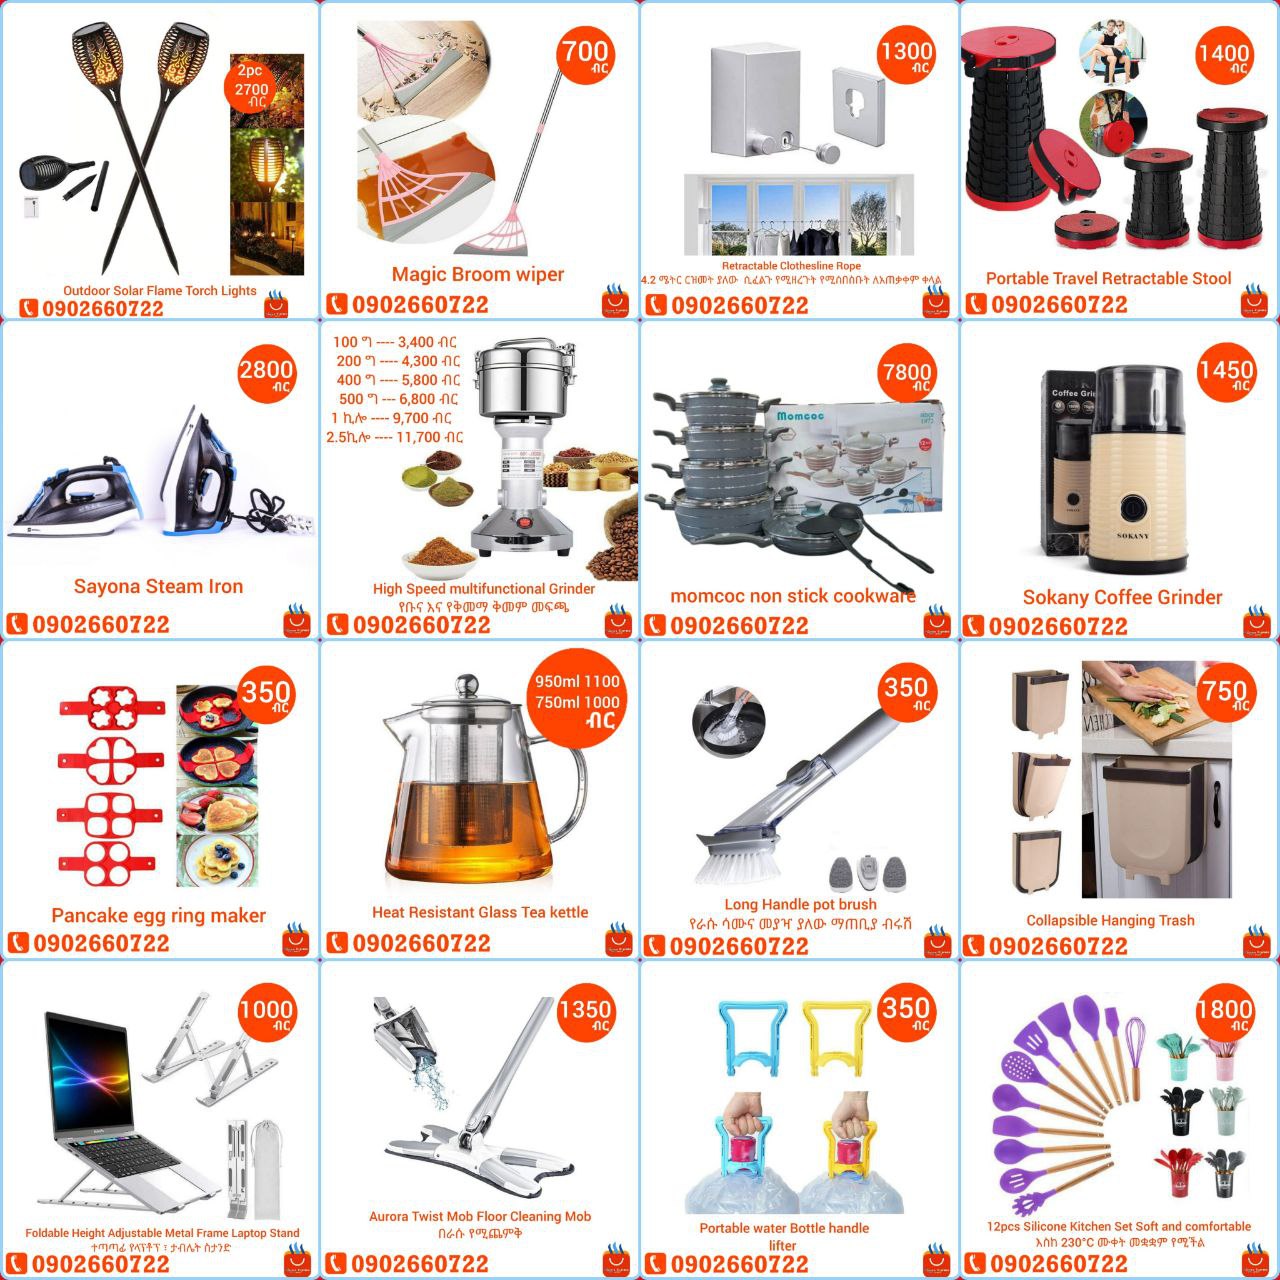 2pc
2700
ብር
Outdoor Solar Flame Torch Lights
0902660722
700
ብር
Magic Broom wiper
0902660722
1300
ብር
Retractable Clothesline Rope
4.2 ሜትር ርዝመት ያለው ሲፈልጉ የሚዘረጉት የሚሰበስቡት ለአጠቃቀም ቀላል
0902660722
1400
ብር
Portable Travel Retractable Stool
0902660722
2800
ብር
Sayona Steam Iron
0902660722
100 ግ ---- 3,400 ብር
200 ግ ---- 4,300 ብር
400 ግ ---- 5,800 ብር
500 ግ --- 6,800 ብር
1 ኪሎ ---- 9,700 ብር
2.5ኪሎ ---- 11,700 ብር
High Speed multifunctional Grinder
የቡና እና የቅመማ ቅመም መፍጫ
0902660722
7800
ብር
Momcoc
momcoc non stick cookware
0902660722
1450
ብር
Coffee Gri
SOKANY
Sokany Coffee Grinder
0902660722
350
ብር
Pancake egg ring maker
0902660722
950ml 1100
750ml 1000
ብር
Heat Resistant Glass Tea kettle
0902660722
350
ብር
Long Handle pot brush
የራሱ ሳሙና መያዣ ያለው ማጠቢያ ብሩሽ
0902660722
750
ብር
Collapsible Hanging Trash
0902660722
1000
ብር
Foldable Height Adjustable Metal Frame Laptop Stand
ተጣጣፊ የላፕቶፕ ፣ ታብሌት ስታንድ
0902660722
1350
ብር
Aurora Twist Mob Floor Cleaning Mob
በራሱ የሚጨምቅ
0902660722
350
ብር
Portable water Bottle handle
lifter
0902660722
1800
ብር
12pcs Silicone Kitchen Set Soft and comfortable
እስከ 230°C ሙቀት መቋቋም የሚችል
0902660722